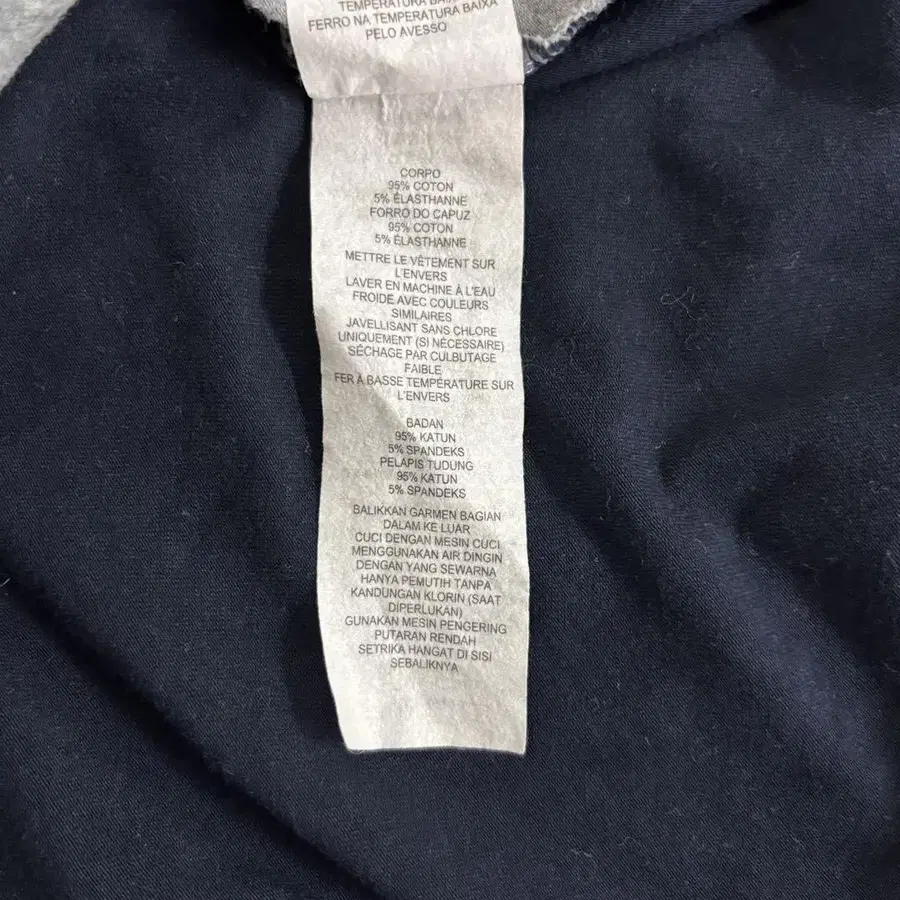 TEMPERATURA BAIXA
FERRO NA TEMPERATURA BAIXA
PELO AVESSO
CORPO
95% COTON
5% ÉLASTHANNE
FORRO DO CAPUZ
95% COTON
5% ÉLASTHANNE
METTRE LE VÊTEMENT SUR
L'ENVERS
LAVER EN MACHINE À L'EAU
FROIDE AVEC COULEURS
SIMILAIRES
JAVELLISANT SANS CHLORE
UNIQUEMENT (SI NÉCESSAIRE)
SÉCHAGE PAR CULBUTAGE
FAIBLE
FER À BASSE TEMPÉRATURE SUR
L'ENVERS
BADAN
95% KATUN
5% SPANDEKS
PELAPIS TUDUNG
95% KATUN
5% SPANDEKS
BALIKKAN GARMEN BAGIAN
DALAM KE LUAR
CUCI DENGAN MESIN CUCI
MENGGUNAKAN AIR DINGIN
DENGAN YANG SEWARNA
HANYA PEMUTIH TANPA
KANDUNGAN KLORIN (SAAT
DIPERLUKAN)
GUNAKAN MESIN PENGERING
PUTARAN RENDAH
SETRIKA HANGAT DI SISI
SEBALIKNYA